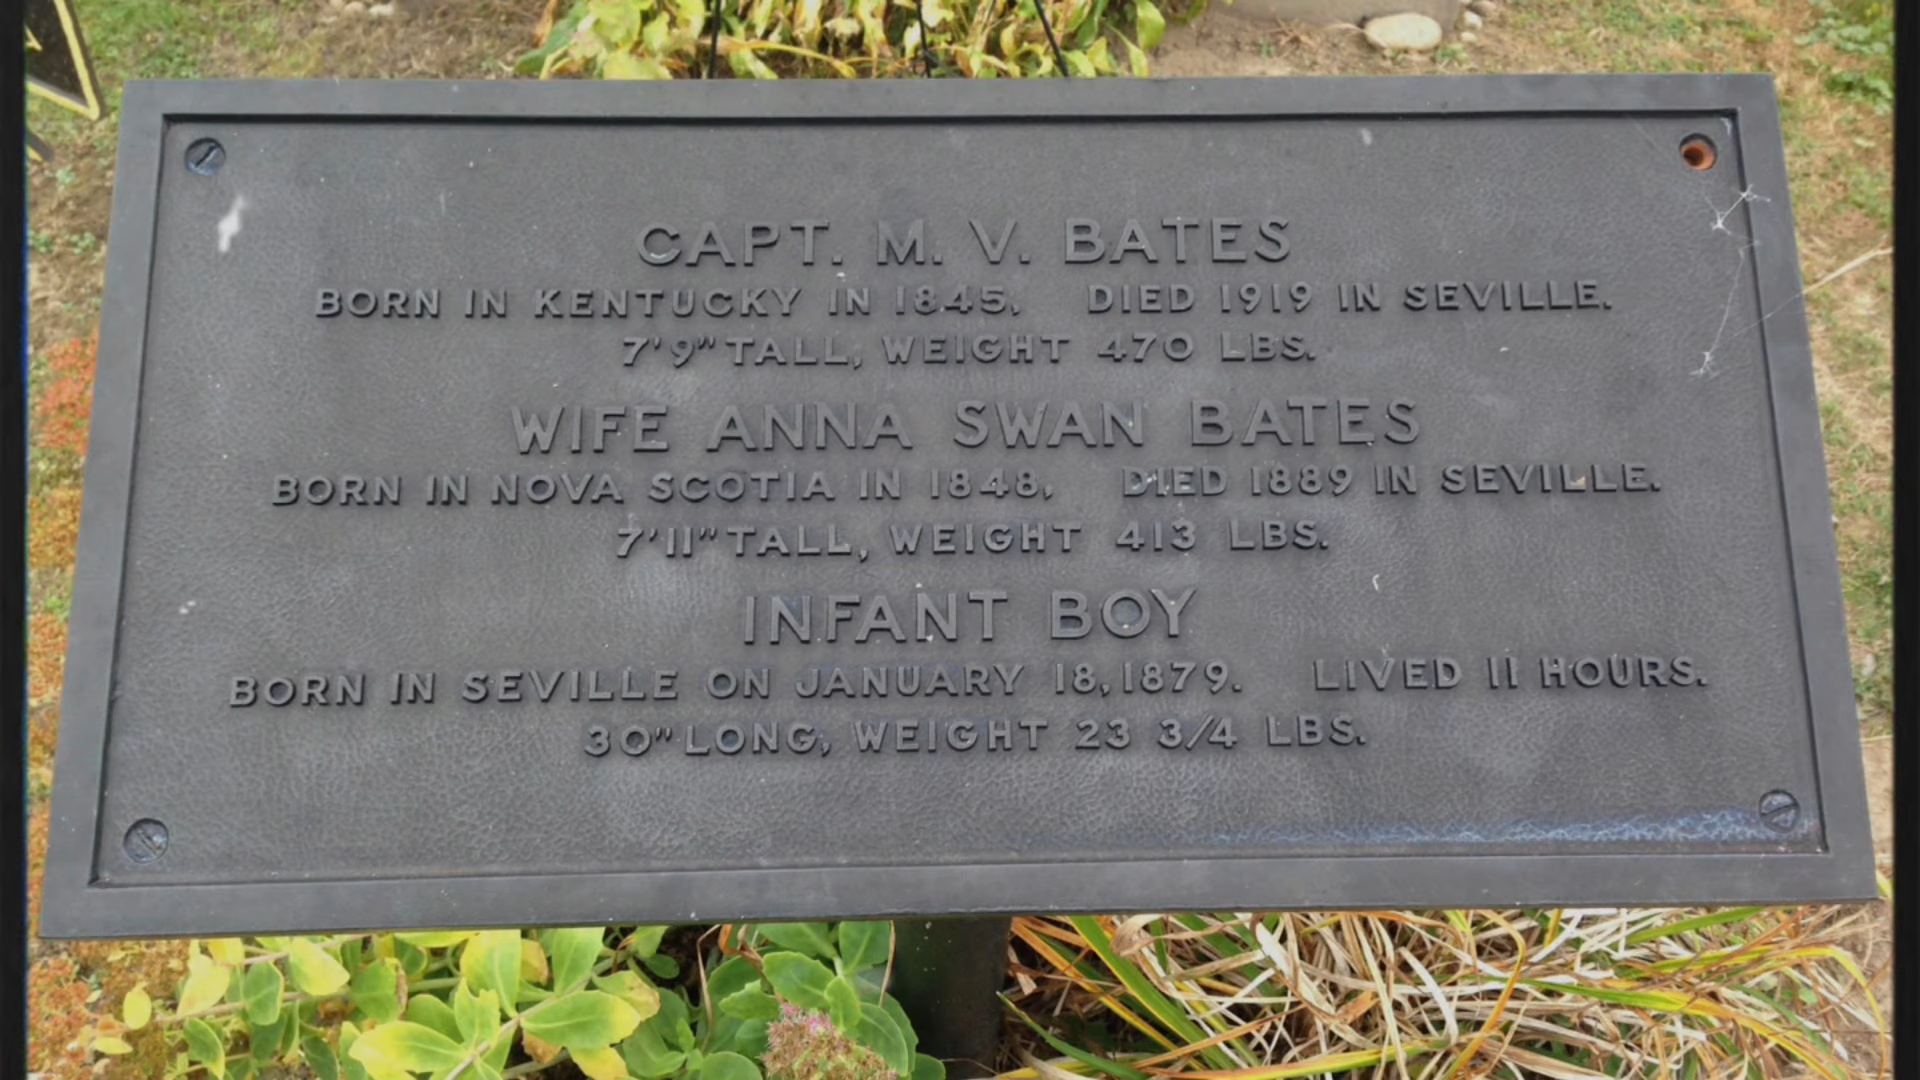 CAPT. M. V. BATES
BORN IN KENTUCKY IN 1845. DIED 1919 IN SEVILLE.
7'9" TALL, WEIGHT 470 LBS.
WIFE ANNA SWAN BATES
BORN IN NOVA SCOTIA IN 1848. DIED 1889 IN SEVILLE.
7'11" TALL, WEIGHT 413 LBS.
INFANT BOY
BORN IN SEVILLE ON JANUARY 18, 1879. LIVED 11 HOURS.
30" LONG, WEIGHT 23 3/4 LBS.